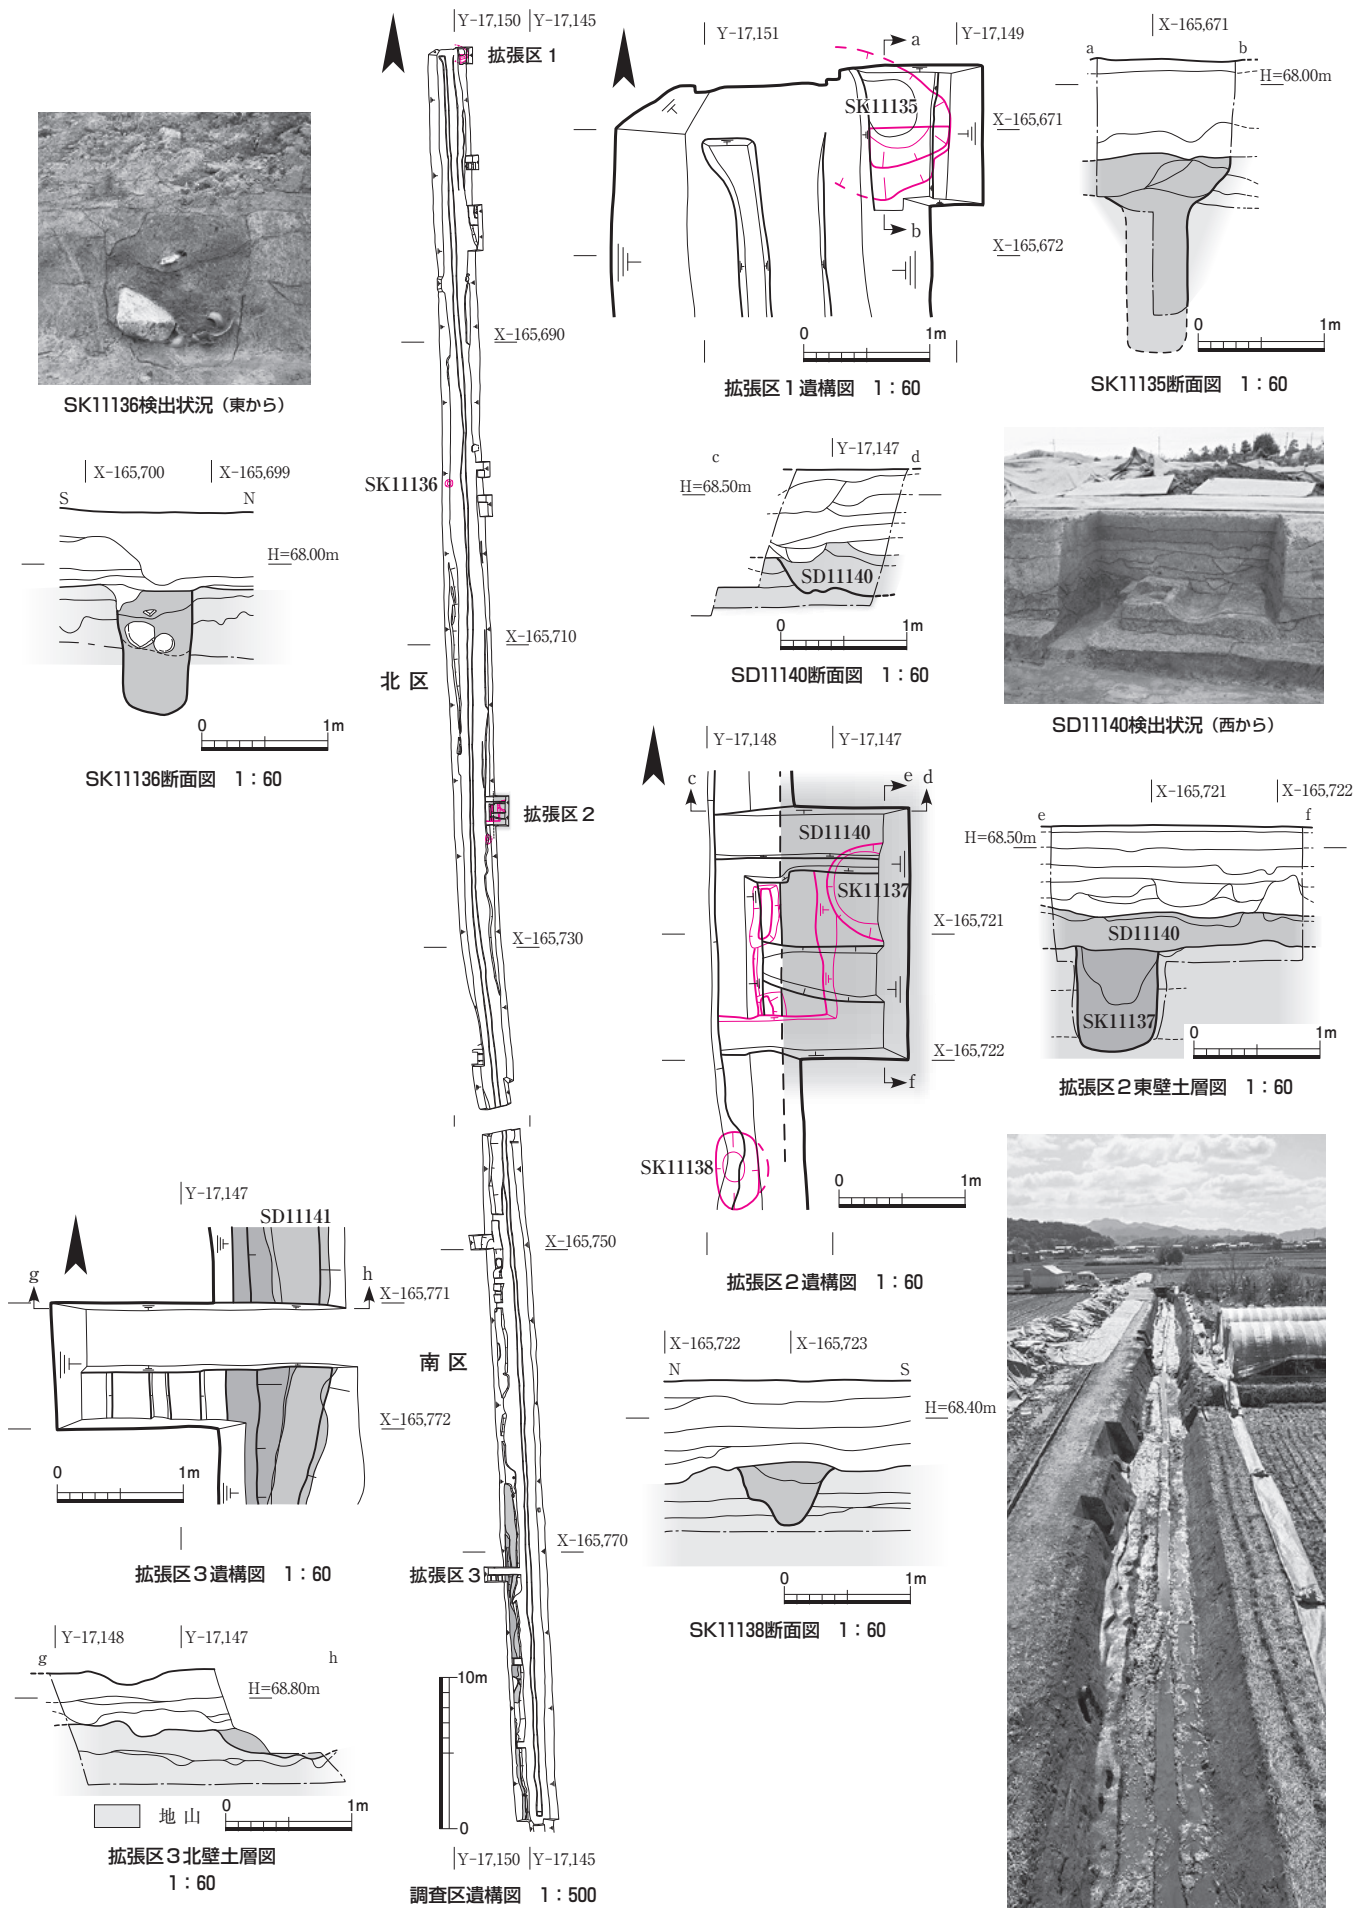 Y-17,150 Y-17,145
拡張区1
X-165,690
SK11136
X-165,710
北区
拡張区2
X-165,730
X-165,750
南区
X-165,770
拡張区3
10m
0
Y-17,150 Y-17,145
調査区遺構図 1：500
SK11136検出状況（東から）
X-165,700 X-165,699
S N
H=68.00m
0 1m
SK11136断面図 1：60
Y-17,151 a Y-17,149
SK11135
X-165,671
b
X-165,672
0 1m
拡張区1遺構図 1：60
X-165,671
a b
H=68.00m
0 1m
SK11135断面図 1：60
Y-17,147
c d
H=68.50m
SD11140
0 1m
SD11140断面図 1：60
SD11140検出状況（西から）
Y-17,148 Y-17,147
c e d
SD11140
SK11137
X-165,721
X-165,722
f
SK11138
0 1m
拡張区2遺構図 1：60
X-165,721 X-165,722
e f
H=68.50m
SD11140
SK11137
0 1m
拡張区2東壁土層図 1：60
Y-17,147
SD11141
g h
X-165,771
X-165,772
0 1m
拡張区3遺構図 1：60
X-165,722 X-165,723
N S
H=68.40m
0 1m
SK11138断面図 1：60
Y-17,148 Y-17,147
g h
H=68.80m
地山
0 1m
拡張区3北壁土層図
1：60